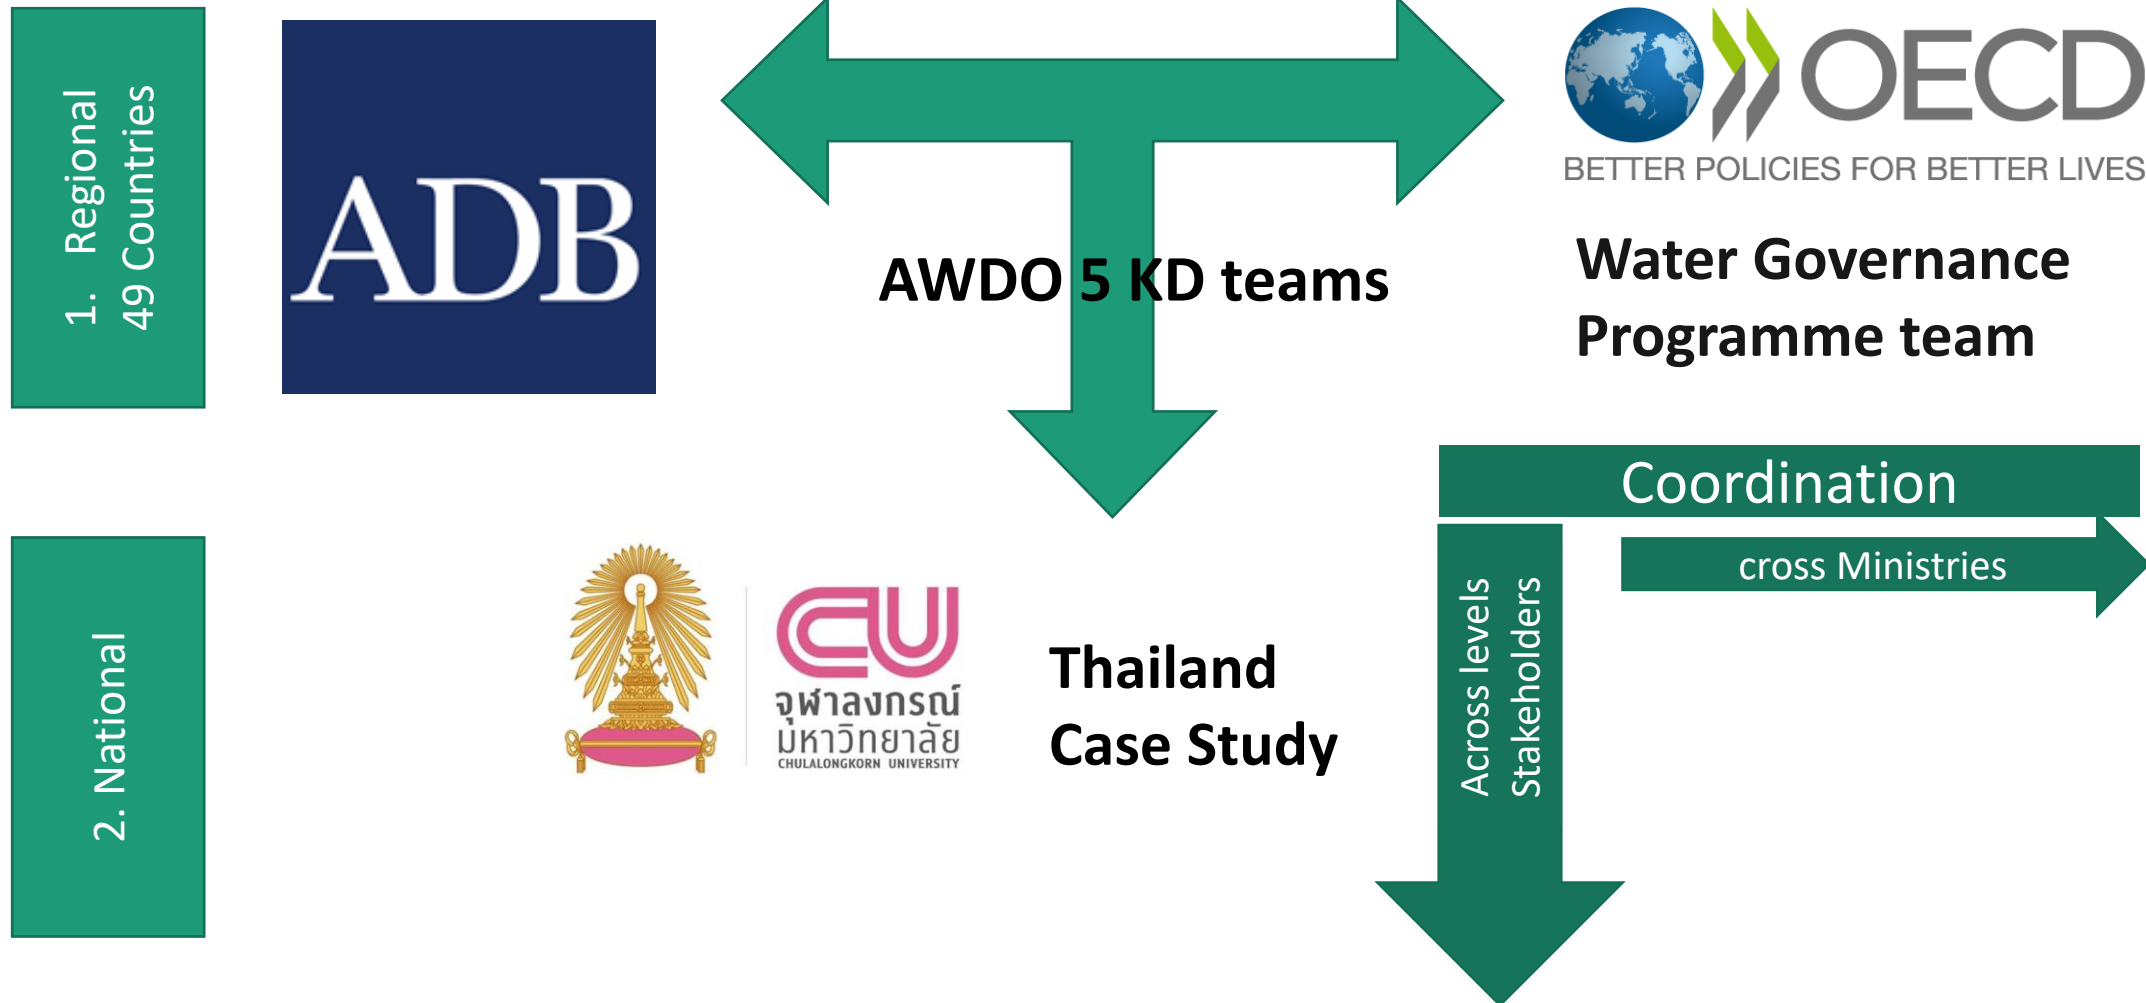 1. Regional
49 Countries
ADB
OECD
BETTER POLICIES FOR BETTER LIVES
AWDO 5 KD teams
Water Governance
Programme team
Coordination
cross Ministries
Across levels
Stakeholders
2. National
CU
จุฬาลงกรณ์
มหาวิทยาลัย
CHULALONGKORN UNIVERSITY
Thailand
Case Study